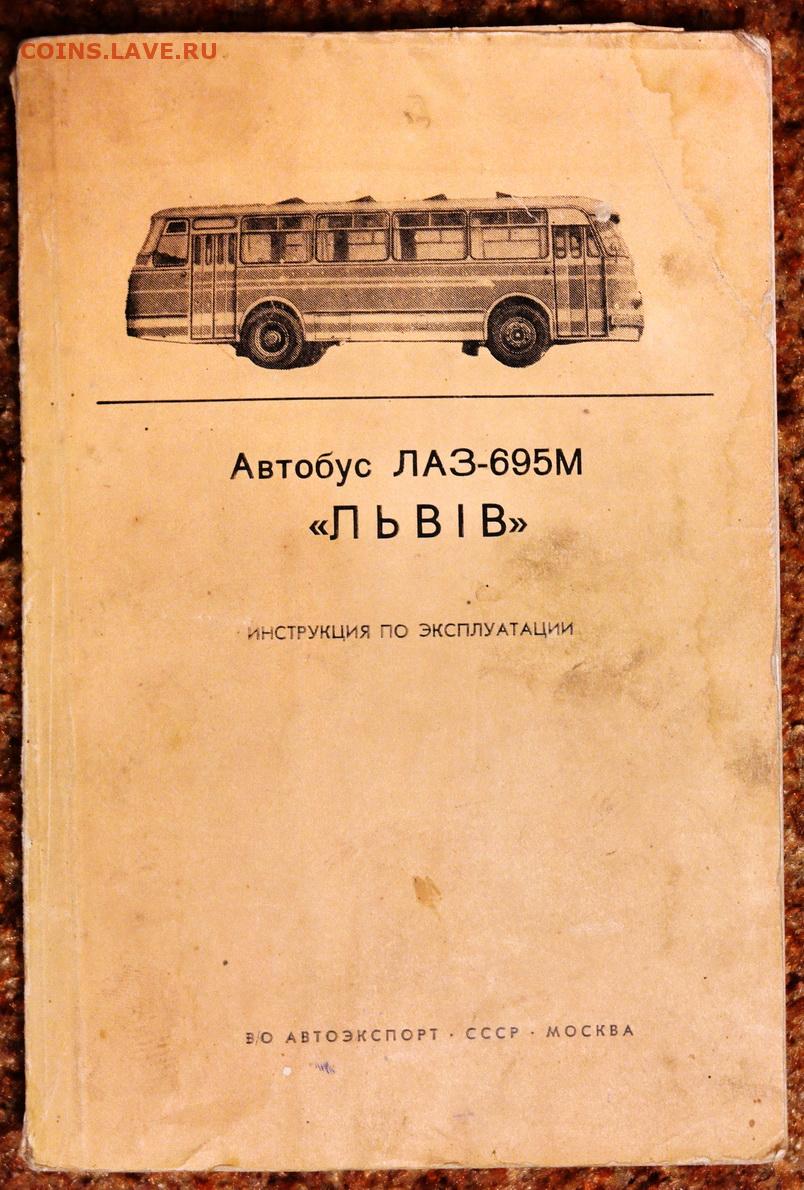 COINS.LAVE.RU
Автобус ЛАЗ-695М
«ЛЬВІВ»
ИНСТРУКЦИЯ ПО ЭКСПЛУАТАЦИИ
В/О АВТОЭКСПОРТ · СССР · МОСКВА